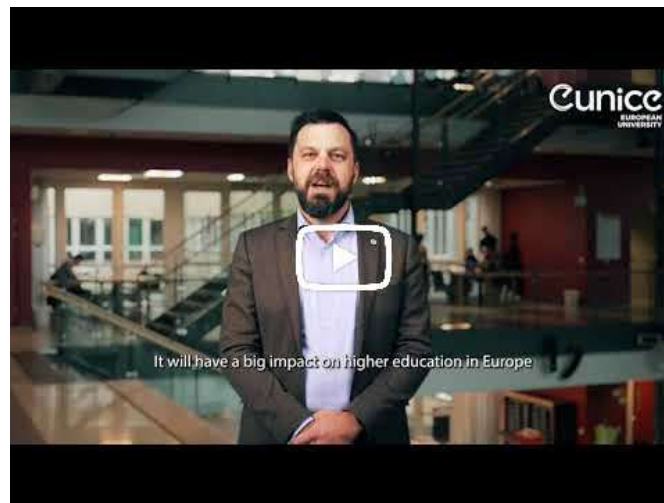 eunice
EUROPEAN
UNIVERSITY
It will have a big impact on higher education in Europe